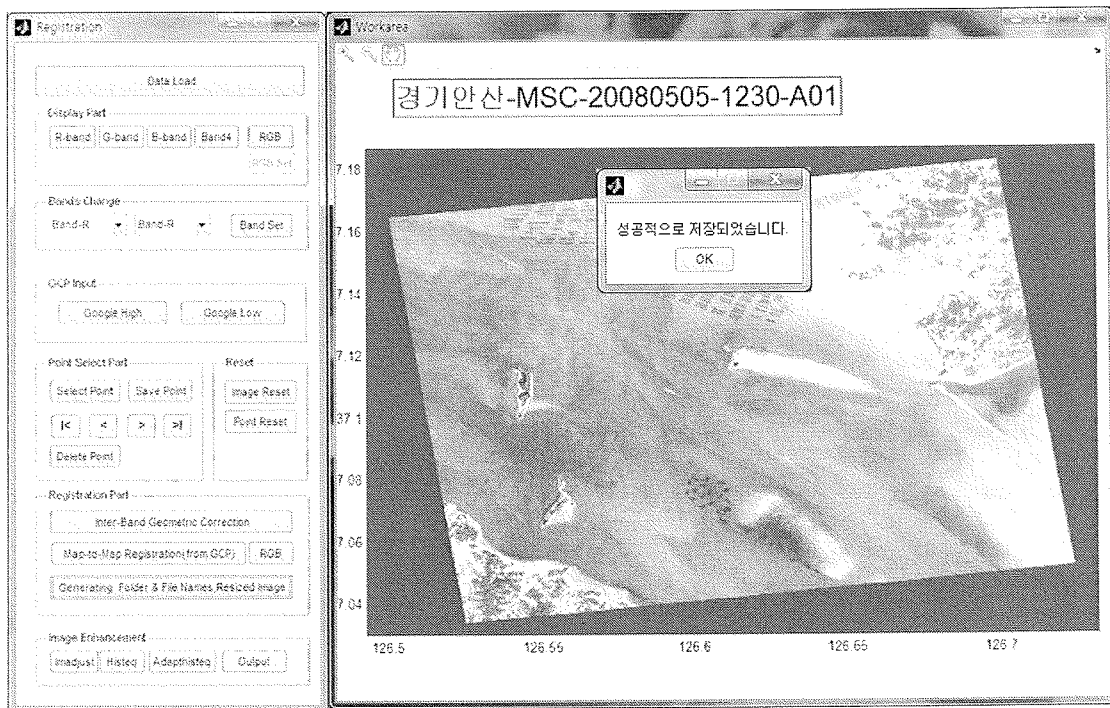 Registration
Data Load
Display Part
R-band G-band B-band Band4 RGB
RGB Set
Band's Change
Band-R Band-R Band Set
GCP Input
Google High Google Low
Point Select Part
Select Point Save Point
|< < > >|
Delete Point
Reset
Image Reset
Point Reset
Registration Part
Inter-Band Geometric Correction
Map-to-Map Registration(from GCP) RGB
Generating Folder & File Names,Resized Image
Image Enhancement
Imadjust Histeq Adapthisteq Output
Workarea
경기안산-MSC-20080505-1230-A01
성공적으로 저장되었습니다.
OK
7.18
7.16
7.14
7.12
37.1
7.08
7.06
7.04
126.5 126.55 126.6 126.65 126.7